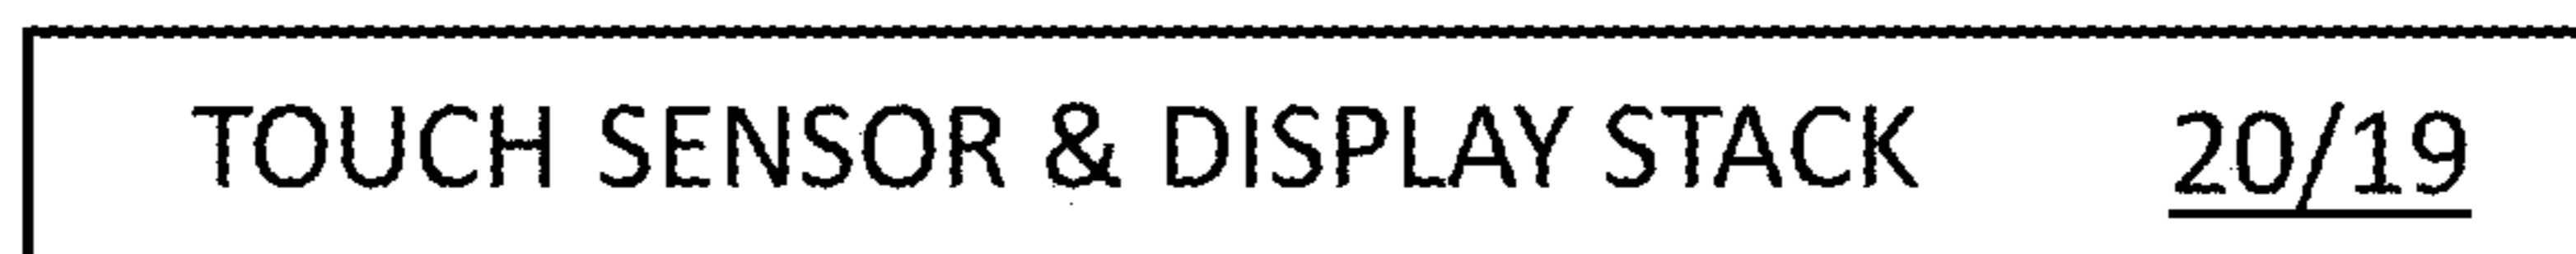 TOUCH SENSOR & DISPLAY STACK 20/19